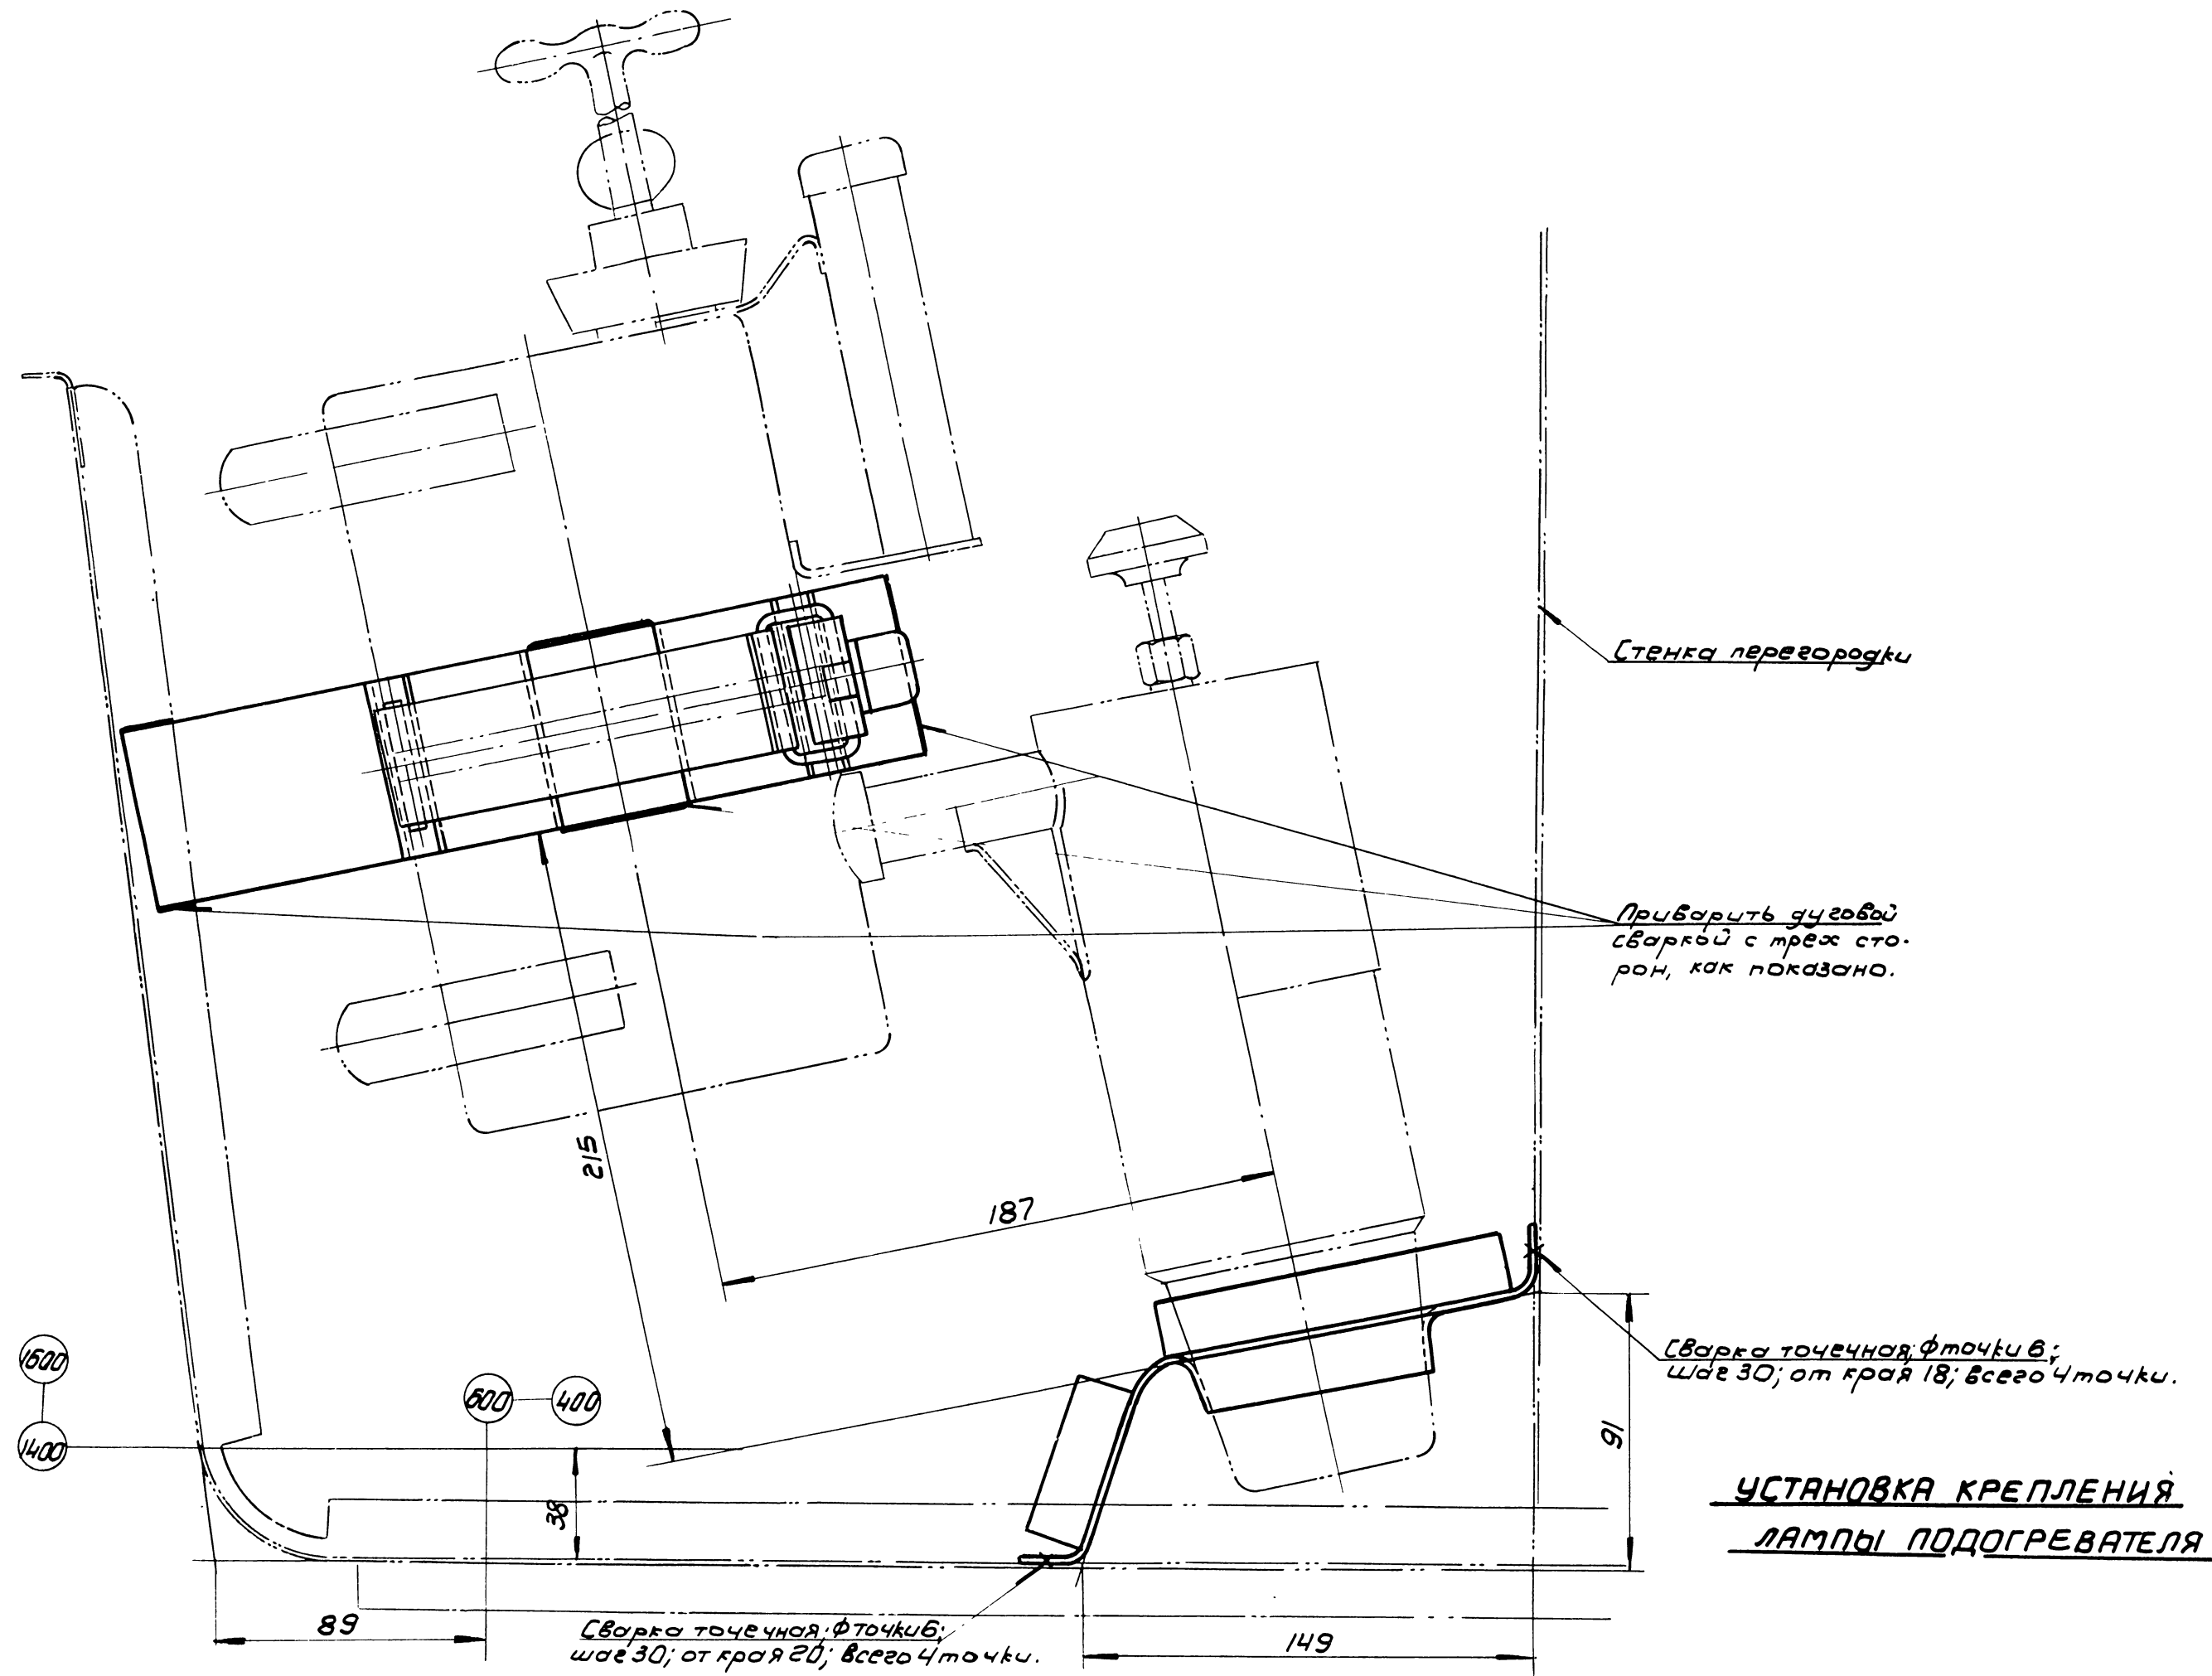 Стенка перегородки
Приварить дуговой
сваркой с трех сто-
рон, как показано.
215
187
1600
1400
600
400
38
Сварка точечная; Ф точки 6;
шаг 30; от края 18; всего 4 точки.
91
УСТАНОВКА КРЕПЛЕНИЯ
ЛАМПЫ ПОДОГРЕВАТЕЛЯ
89
Сварка точечная; Ф точки 6;
шаг 30; от края 20; всего 4 точки.
149